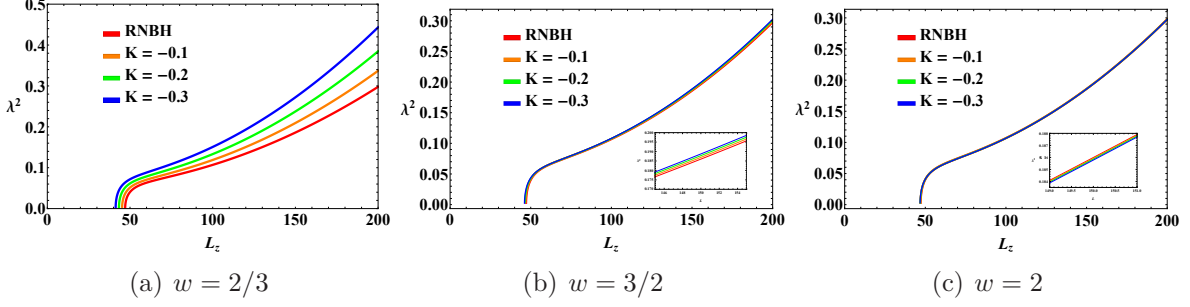 0.5
0.4
0.3
λ²
0.2
0.1
0.0
RNBH
K = −0.1
K = −0.2
K = −0.3
0 50 100 150 200
L_z
(a) w = 2/3
0.30
0.25
0.20
λ²
0.15
0.10
0.05
0.00
RNBH
K = −0.1
K = −0.2
K = −0.3
0 50 100 150 200
L_z
(b) w = 3/2
0.30
0.25
0.20
λ²
0.15
0.10
0.05
0.00
RNBH
K = −0.1
K = −0.2
K = −0.3
0 50 100 150 200
L_z
(c) w = 2